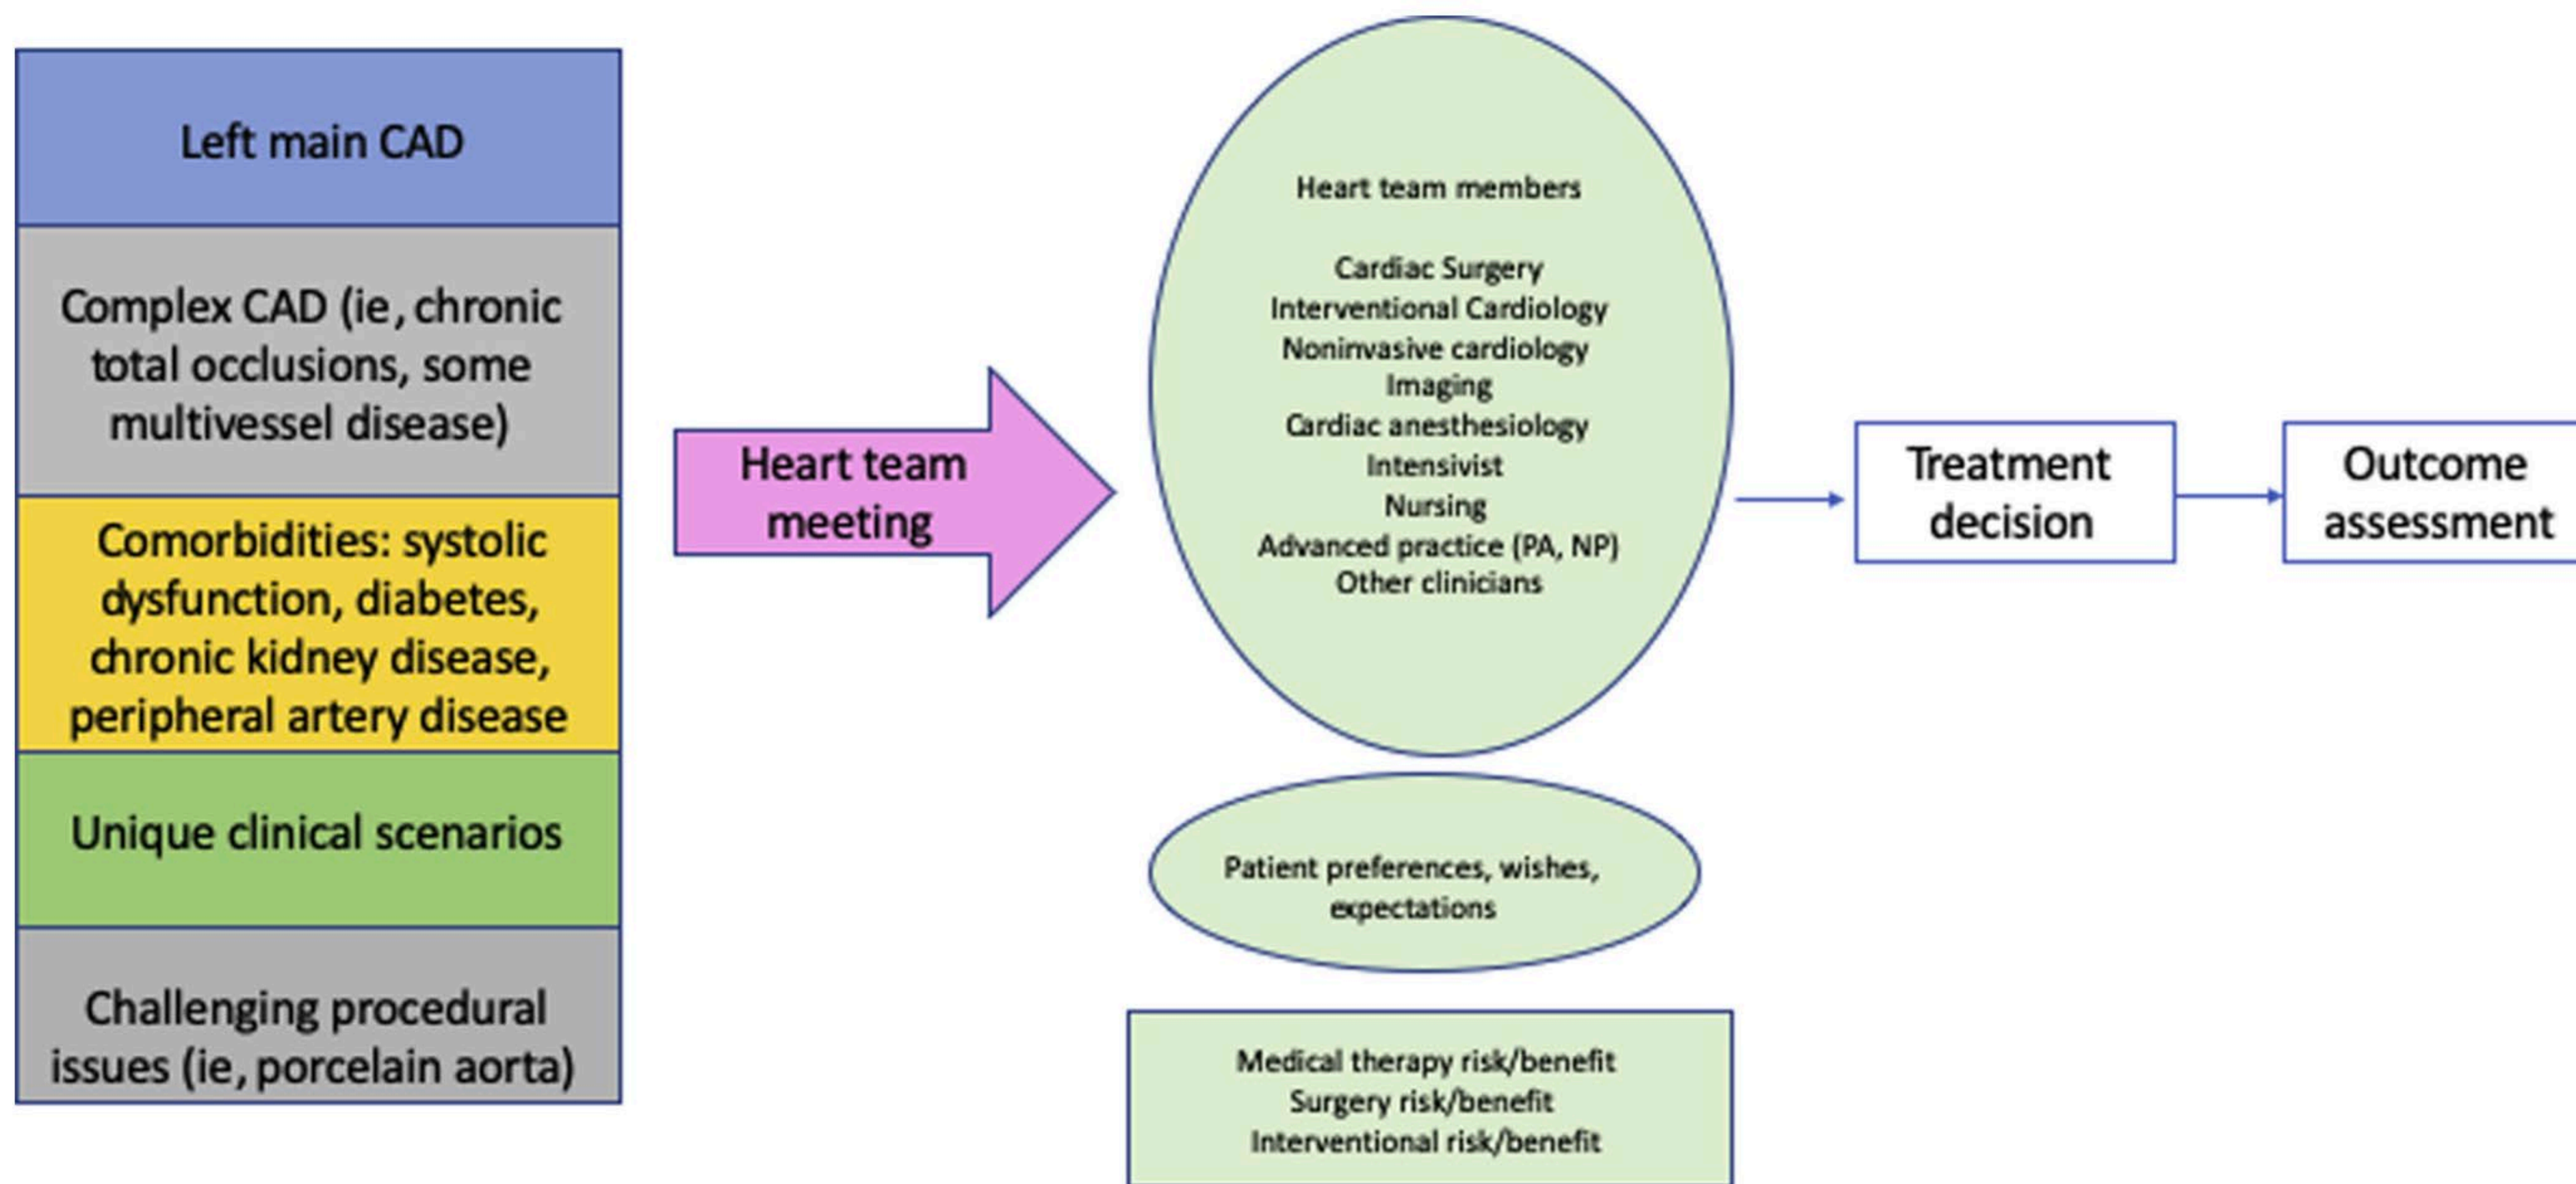 Left main CAD
Complex CAD (ie, chronic
total occlusions, some
multivessel disease)
Comorbidities: systolic
dysfunction, diabetes,
chronic kidney disease,
peripheral artery disease
Unique clinical scenarios
Challenging procedural
issues (ie, porcelain aorta)
Heart team
meeting
Heart team members
Cardiac Surgery
Interventional Cardiology
Noninvasive cardiology
Imaging
Cardiac anesthesiology
Intensivist
Nursing
Advanced practice (PA, NP)
Other clinicians
Patient preferences, wishes,
expectations
Medical therapy risk/benefit
Surgery risk/benefit
Interventional risk/benefit
Treatment
decision
Outcome
assessment